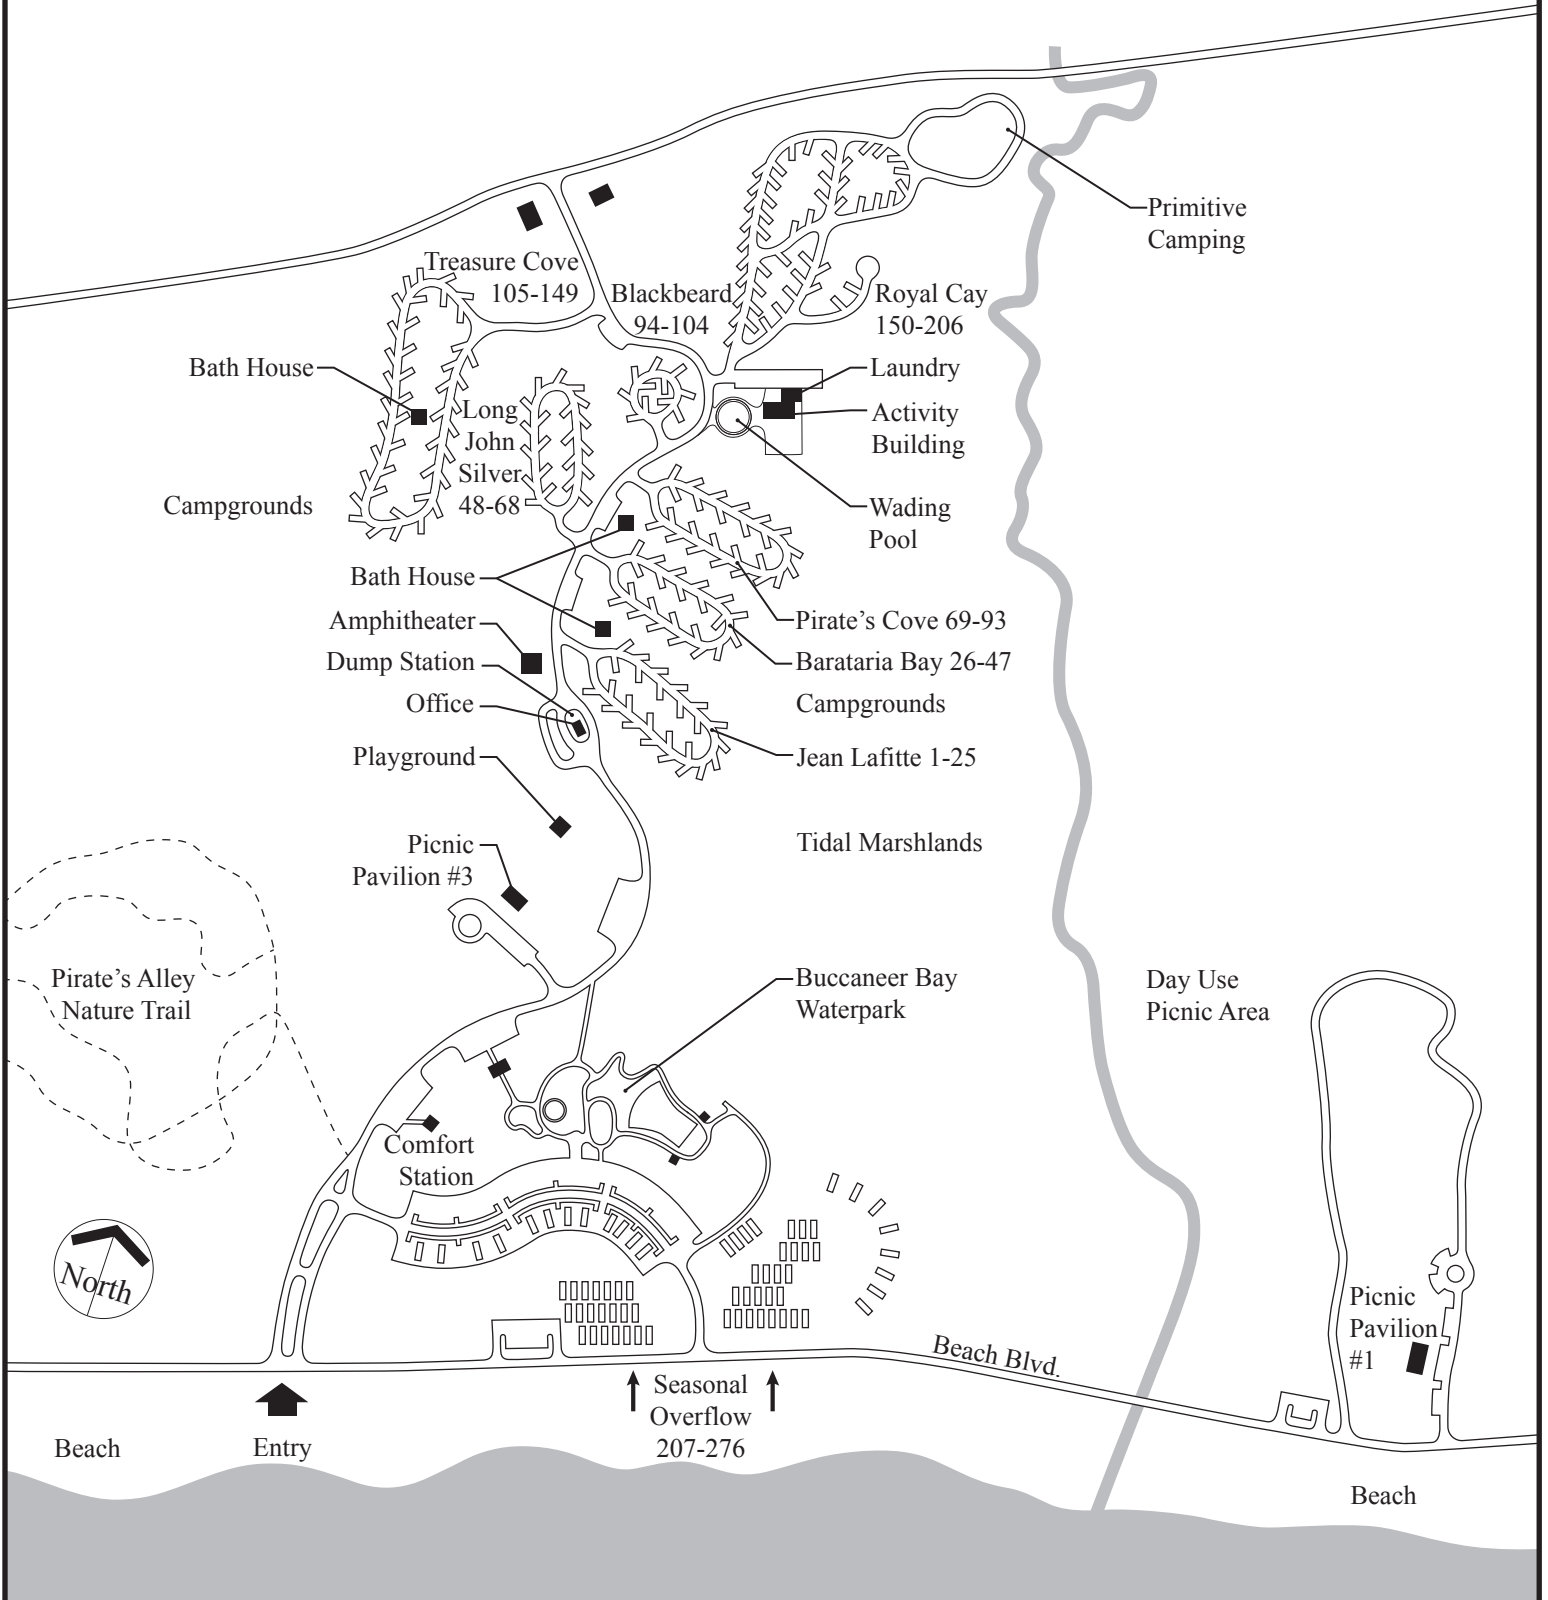 Primitive
Camping
Treasure Cove
105-149
Blackbeard
94-104
Royal Cay
150-206
Bath House
Laundry
Long
John
Silver
48-68
Activity
Building
Campgrounds
Wading
Pool
Bath House
Amphitheater
Pirate’s Cove 69-93
Dump Station
Barataria Bay 26-47
Office
Campgrounds
Playground
Jean Lafitte 1-25
Picnic
Pavilion #3
Tidal Marshlands
Pirate’s Alley
Nature Trail
Buccaneer Bay
Waterpark
Day Use
Picnic Area
Comfort
Station
North
Picnic
Pavilion
#1
Beach Blvd.
Seasonal
Overflow
207-276
Beach
Entry
Beach